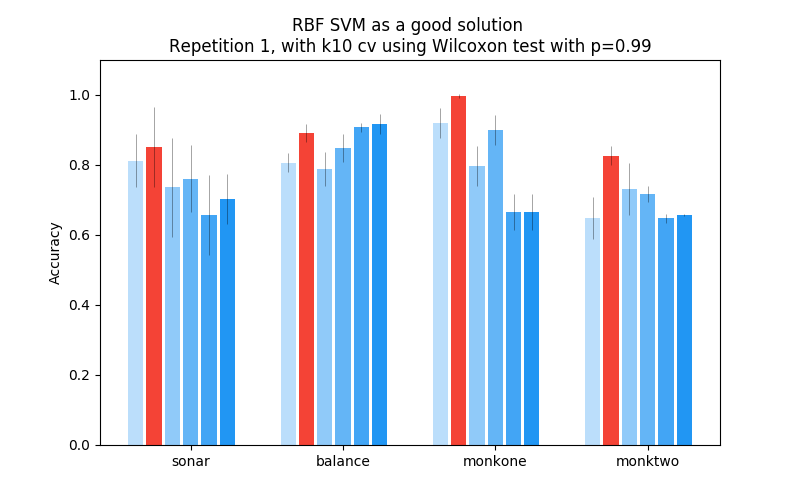 RBF SVM as a good solution
Repetition 1, with k10 cv using Wilcoxon test with p=0.99
Accuracy
1.0
0.8
0.6
0.4
0.2
0.0
sonar
balance
monkone
monktwo